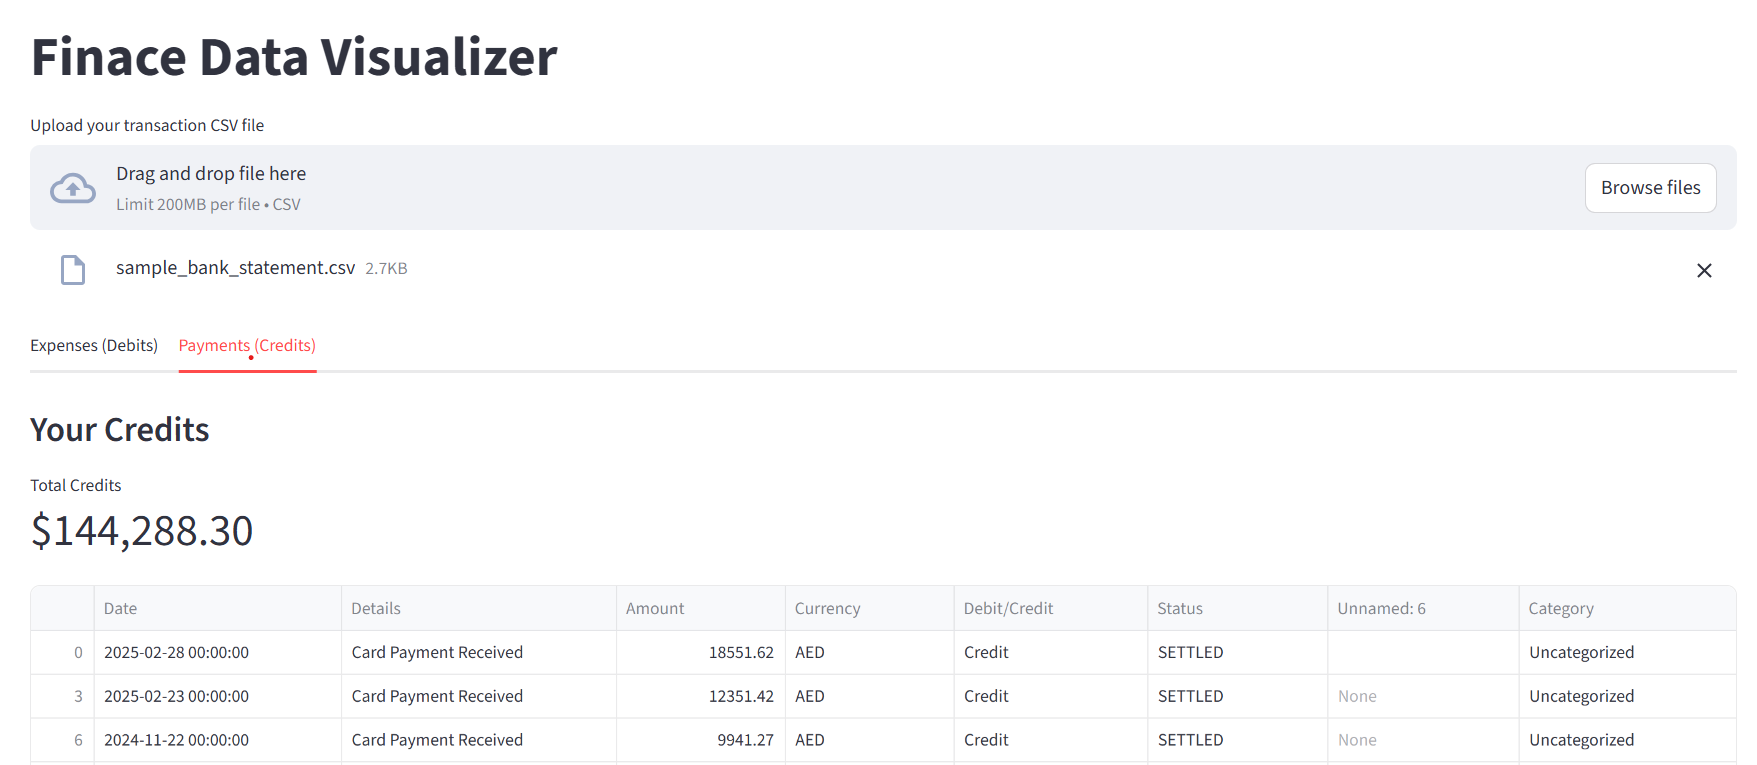 Finace Data Visualizer
Upload your transaction CSV file
Drag and drop file here
Limit 200MB per file • CSV
Browse files
sample_bank_statement.csv 2.7KB
Expenses (Debits) Payments (Credits)
Your Credits
Total Credits
$144,288.30
Date Details Amount Currency Debit/Credit Status Unnamed: 6 Category
0 2025-02-28 00:00:00 Card Payment Received 18551.62 AED Credit SETTLED Uncategorized
3 2025-02-23 00:00:00 Card Payment Received 12351.42 AED Credit SETTLED None Uncategorized
6 2024-11-22 00:00:00 Card Payment Received 9941.27 AED Credit SETTLED None Uncategorized